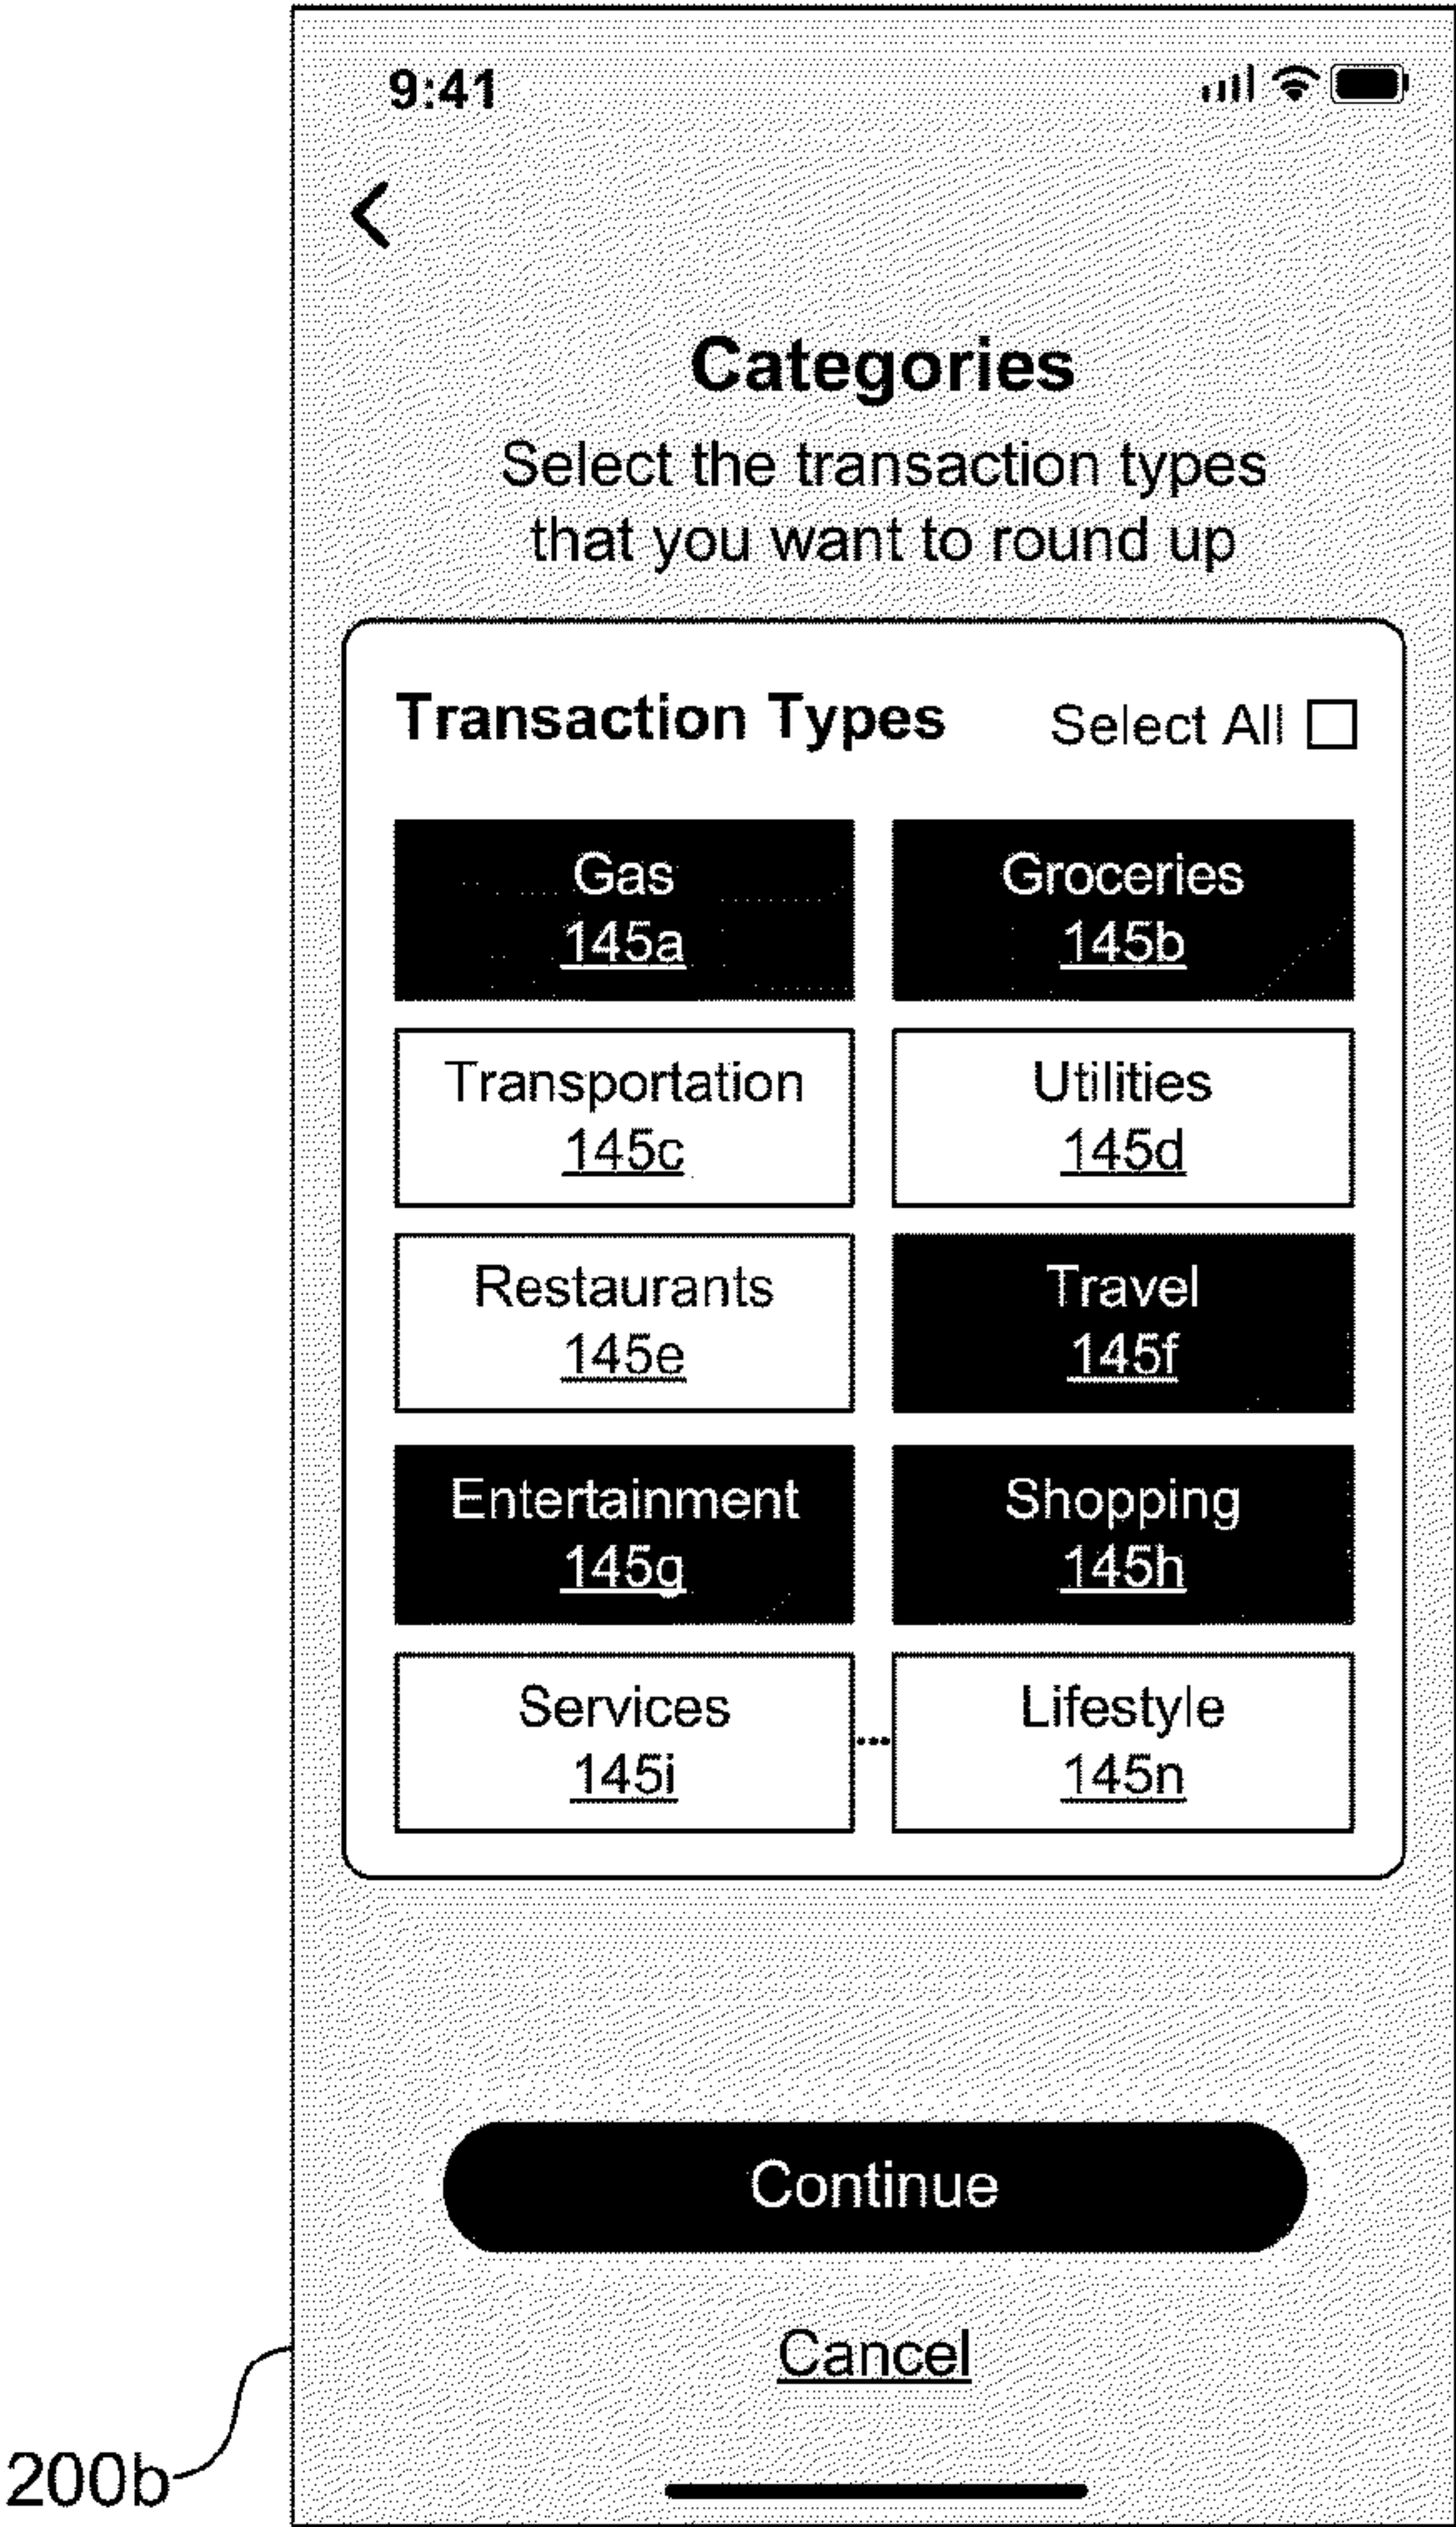 9:41
Categories
Select the transaction types
that you want to round up
Transaction Types Select All
Gas Groceries
145a 145b
Transportation Utilities
145c 145d
Restaurants Travel
145e 145f
Entertainment Shopping
145g 145h
Services ... Lifestyle
145i 145n
Continue
Cancel
200b